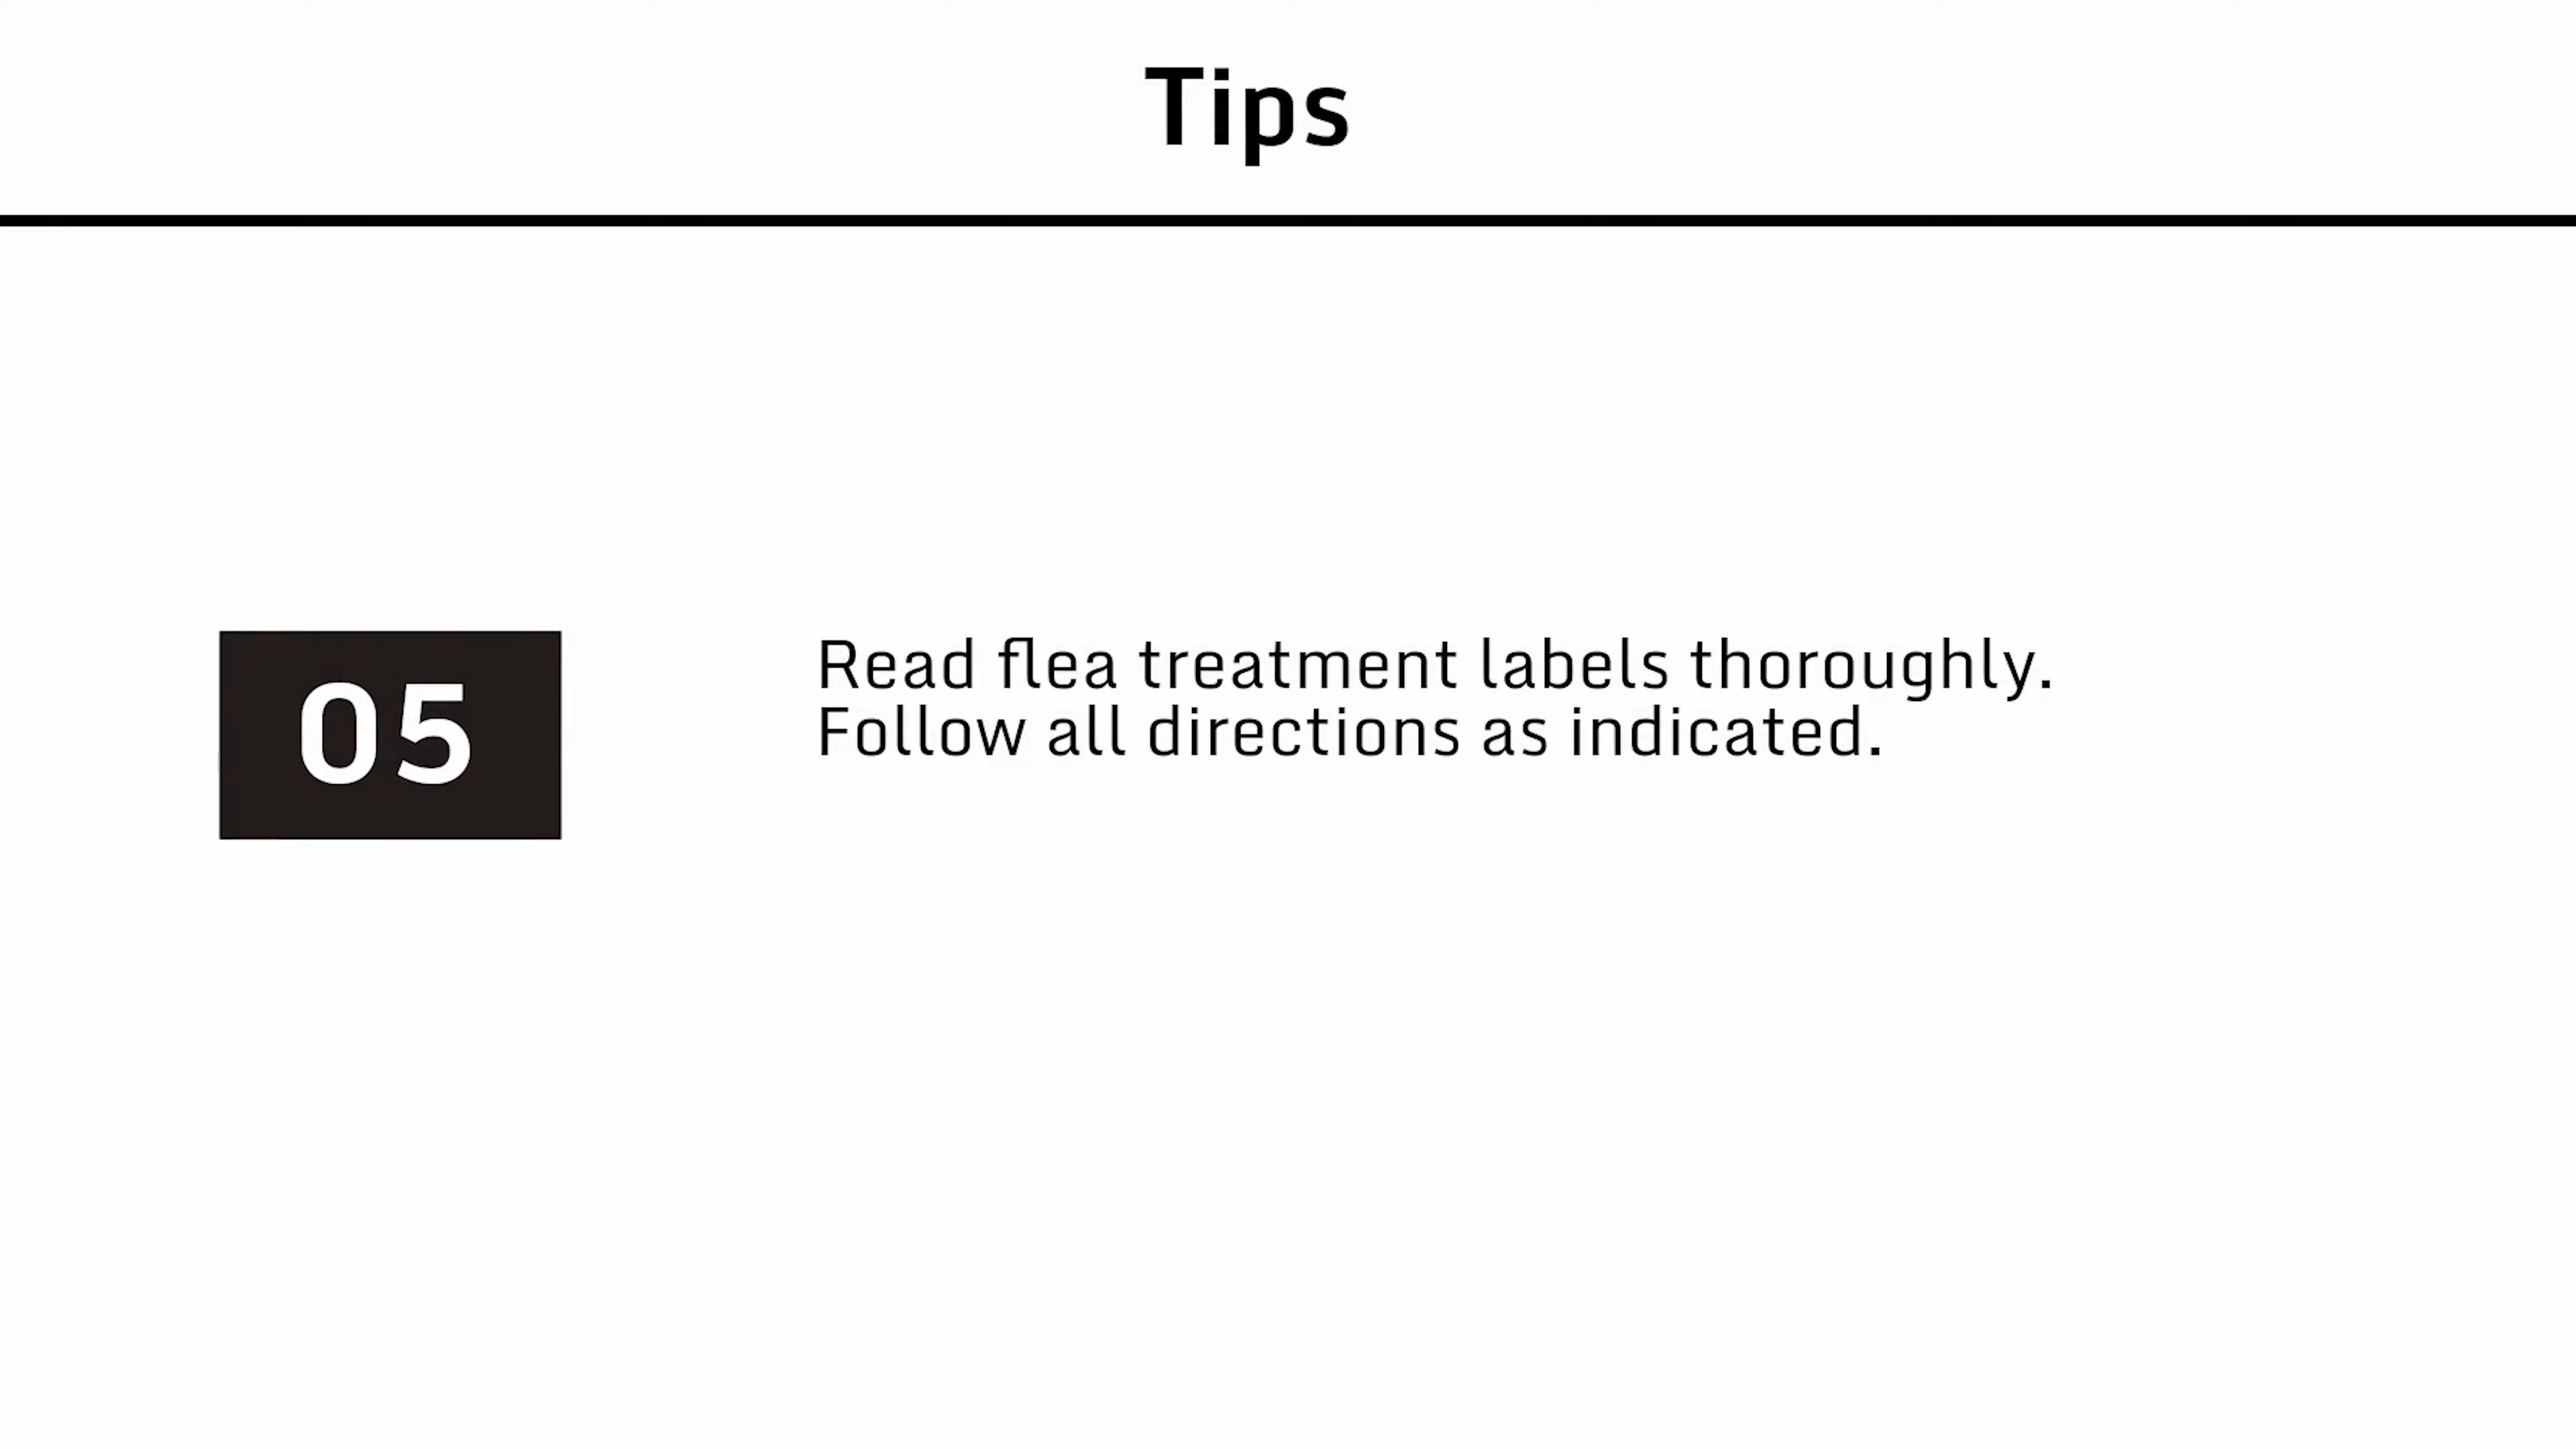 Tips
05
Read flea treatment labels thoroughly.
Follow all directions as indicated.